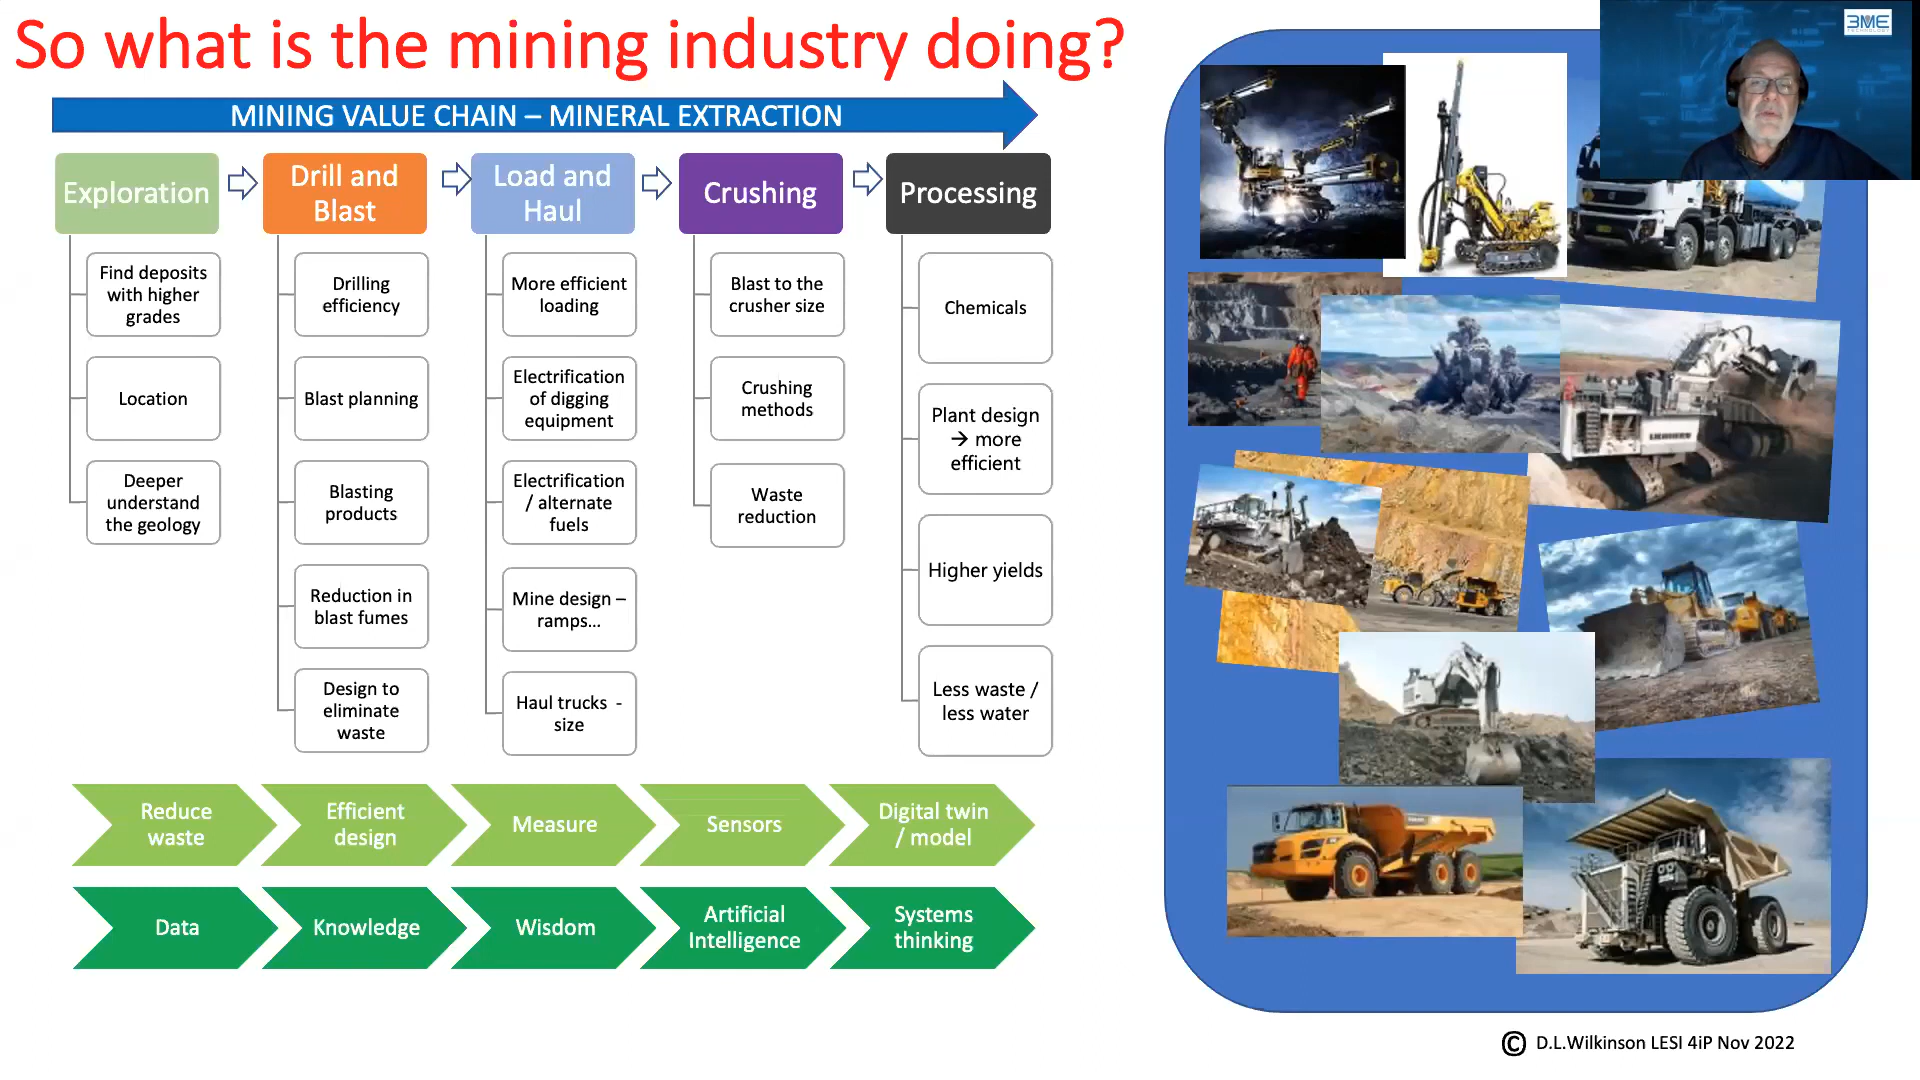 So what is the mining industry doing?
MINING VALUE CHAIN – MINERAL EXTRACTION
Exploration
Find deposits
with higher
grades
Location
Deeper
understand
the geology
Drill and
Blast
Drilling
efficiency
Blast planning
Blasting
products
Reduction in
blast fumes
Design to
eliminate
waste
Load and
Haul
More efficient
loading
Electrification
of digging
equipment
Electrification
/ alternate
fuels
Mine design –
ramps...
Haul trucks -
size
Crushing
Blast to the
crusher size
Crushing
methods
Waste
reduction
Processing
Chemicals
Plant design
→ more
efficient
Higher yields
Less waste /
less water
Reduce
waste
Efficient
design
Measure
Sensors
Digital twin
/ model
Data
Knowledge
Wisdom
Artificial
Intelligence
Systems
thinking
3ME
TECHNOLOGY
LIEBHERR
© D.L.Wilkinson LESI 4iP Nov 2022